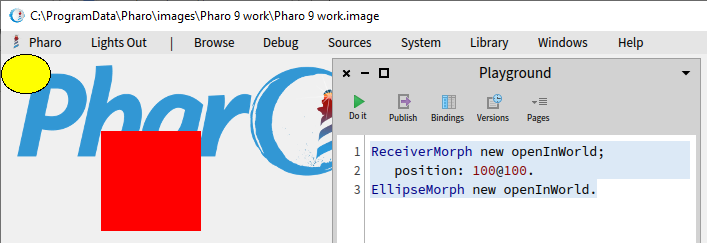 C:\ProgramData\Pharo\images\Pharo 9 work\Pharo 9 work.image
Pharo Lights Out | Browse Debug Sources System Library Windows Help
Pharo
Playground
Do it Publish Bindings Versions Pages
1 ReceiverMorph new openInWorld;
2 position: 100@100.
3 EllipseMorph new openInWorld.